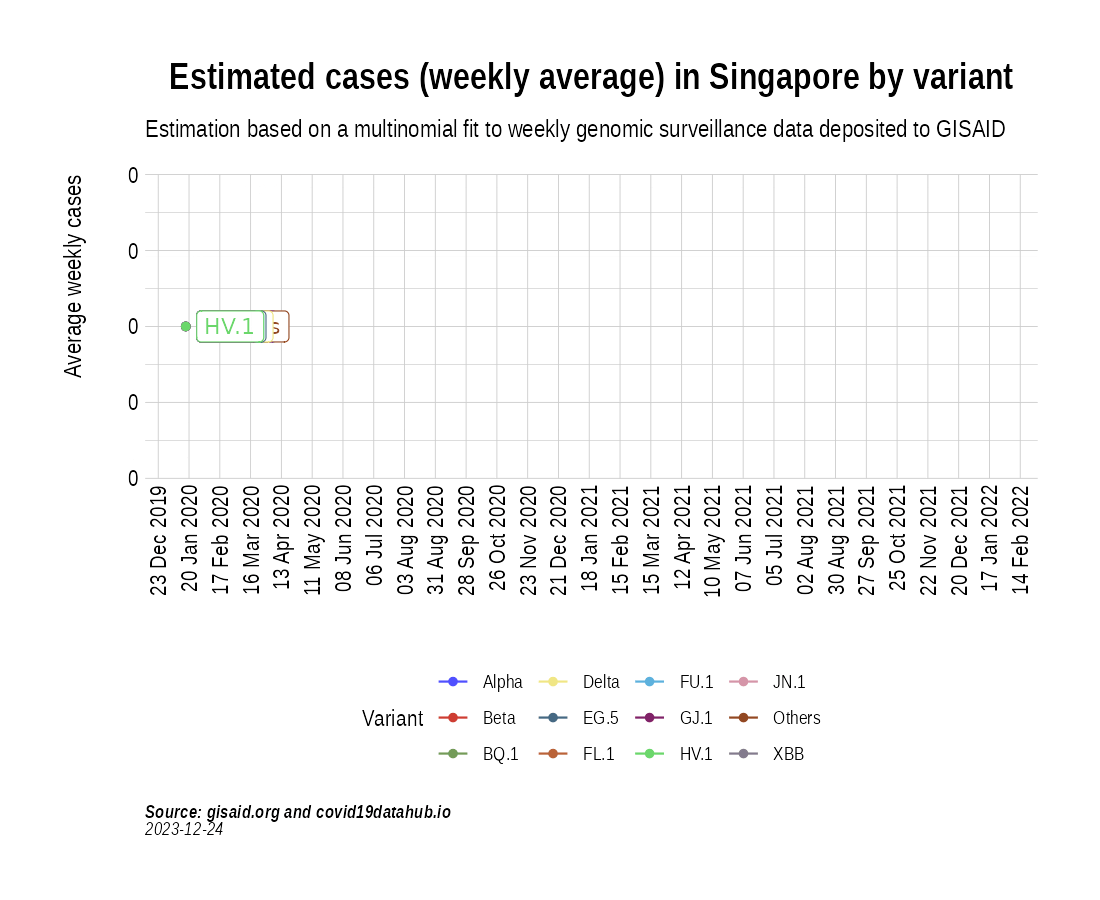 Estimated cases (weekly average) in Singapore by variant
Estimation based on a multinomial fit to weekly genomic surveillance data deposited to GISAID
Average weekly cases
0
0
0
0
0
HV.1
s
23 Dec 2019
20 Jan 2020
17 Feb 2020
16 Mar 2020
13 Apr 2020
11 May 2020
08 Jun 2020
06 Jul 2020
03 Aug 2020
31 Aug 2020
28 Sep 2020
26 Oct 2020
23 Nov 2020
21 Dec 2020
18 Jan 2021
15 Feb 2021
15 Mar 2021
12 Apr 2021
10 May 2021
07 Jun 2021
05 Jul 2021
02 Aug 2021
30 Aug 2021
27 Sep 2021
25 Oct 2021
22 Nov 2021
20 Dec 2021
17 Jan 2022
14 Feb 2022
Variant
Alpha
Beta
BQ.1
Delta
EG.5
FL.1
FU.1
GJ.1
HV.1
JN.1
Others
XBB
Source: gisaid.org and covid19datahub.io
2023-12-24